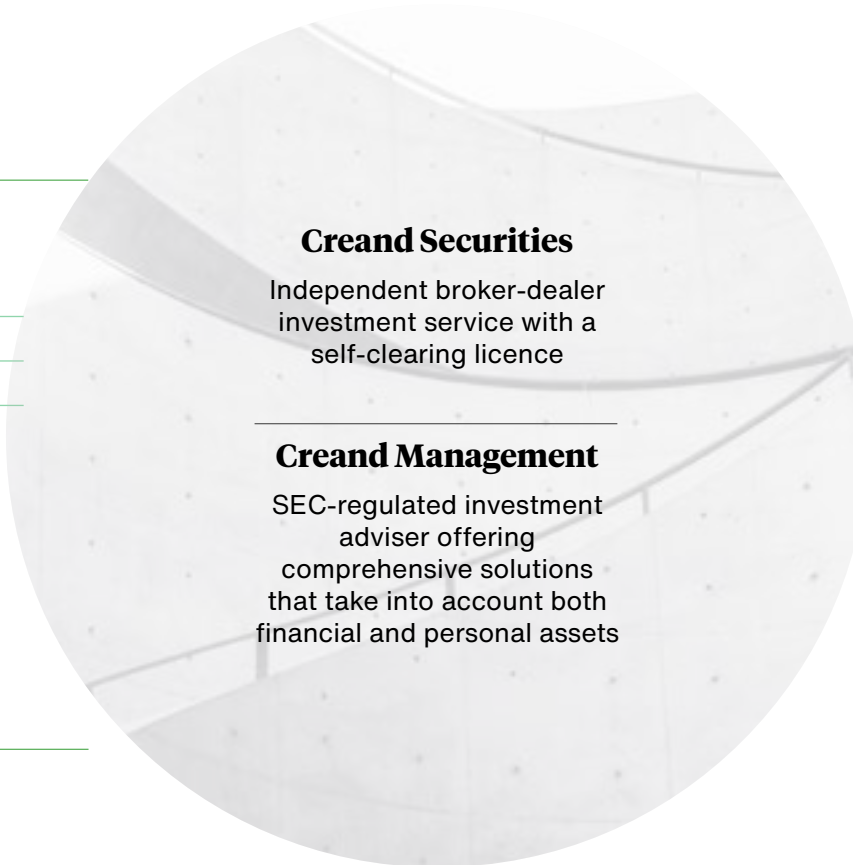 Creand Securities
Independent broker-dealer
investment service with a
self-clearing licence
Creand Management
SEC-regulated investment
adviser offering
comprehensive solutions
that take into account both
financial and personal assets